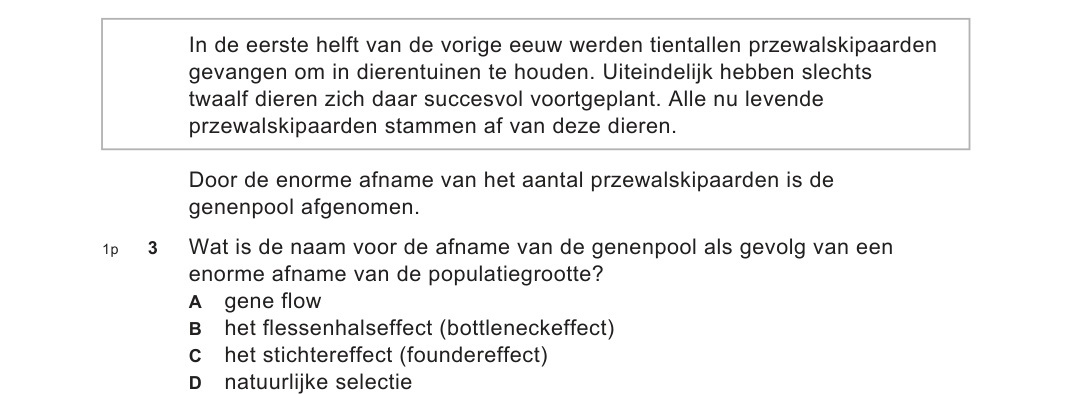 In de eerste helft van de vorige eeuw werden tientallen przewalskipaarden
gevangen om in dierentuinen te houden. Uiteindelijk hebben slechts
twaalf dieren zich daar succesvol voortgeplant. Alle nu levende
przewalskipaarden stammen af van deze dieren.
Door de enorme afname van het aantal przewalskipaarden is de
genenpool afgenomen.
1p 3 Wat is de naam voor de afname van de genenpool als gevolg van een
enorme afname van de populatiegrootte?
A gene flow
B het flessenhalseffect (bottleneckeffect)
C het stichtereffect (foundereffect)
D natuurlijke selectie